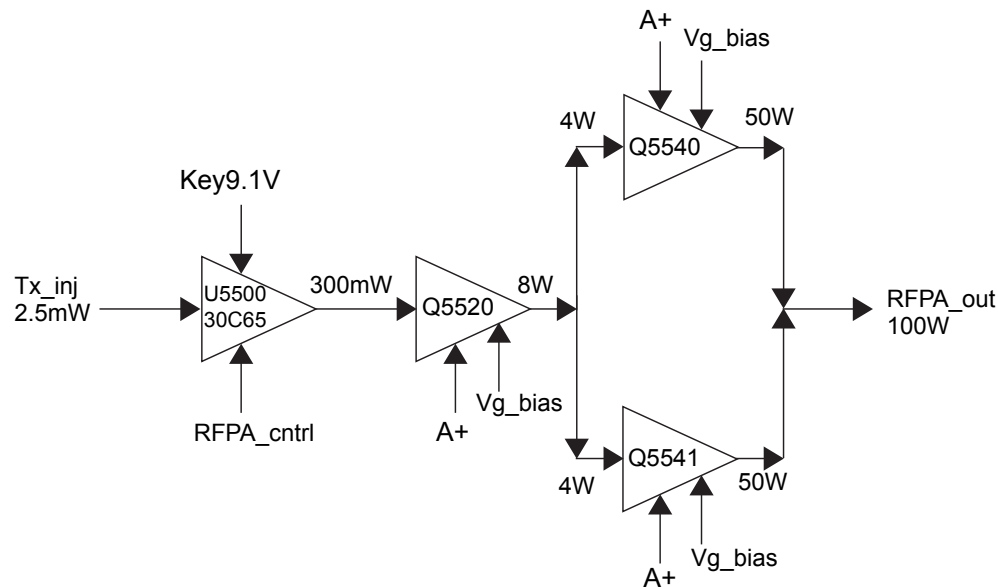 A+
Vg_bias
4W
Q5540
50W
Key9.1V
Tx_inj
2.5mW
U5500
30C65
300mW
Q5520
8W
RFPA_out
100W
RFPA_cntrl
A+
Vg_bias
4W
Q5541
50W
A+
Vg_bias